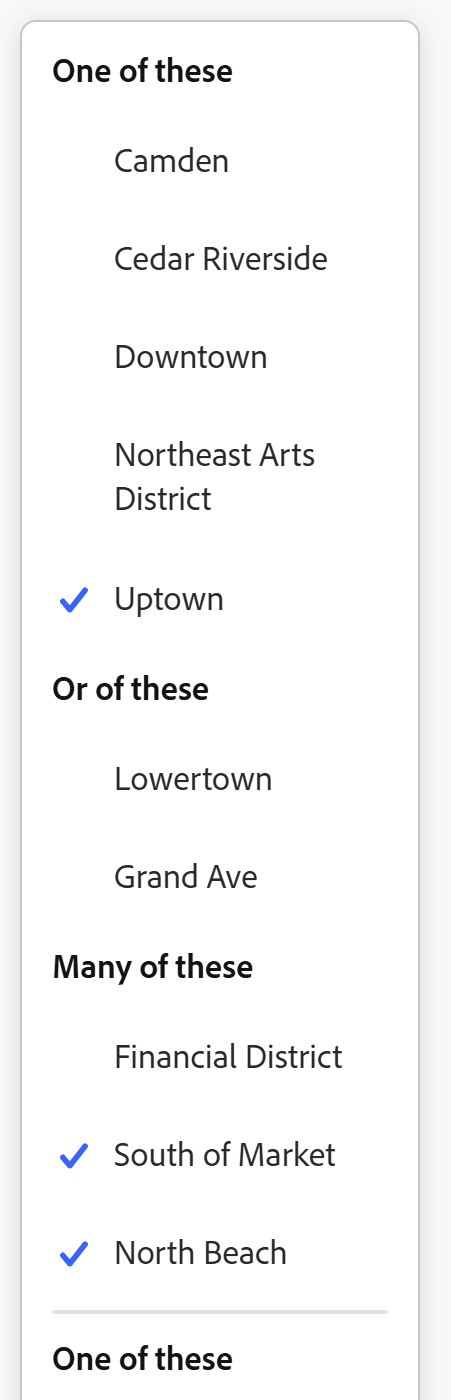 One of these
Camden
Cedar Riverside
Downtown
Northeast Arts
District
Uptown
Or of these
Lowertown
Grand Ave
Many of these
Financial District
South of Market
North Beach
One of these